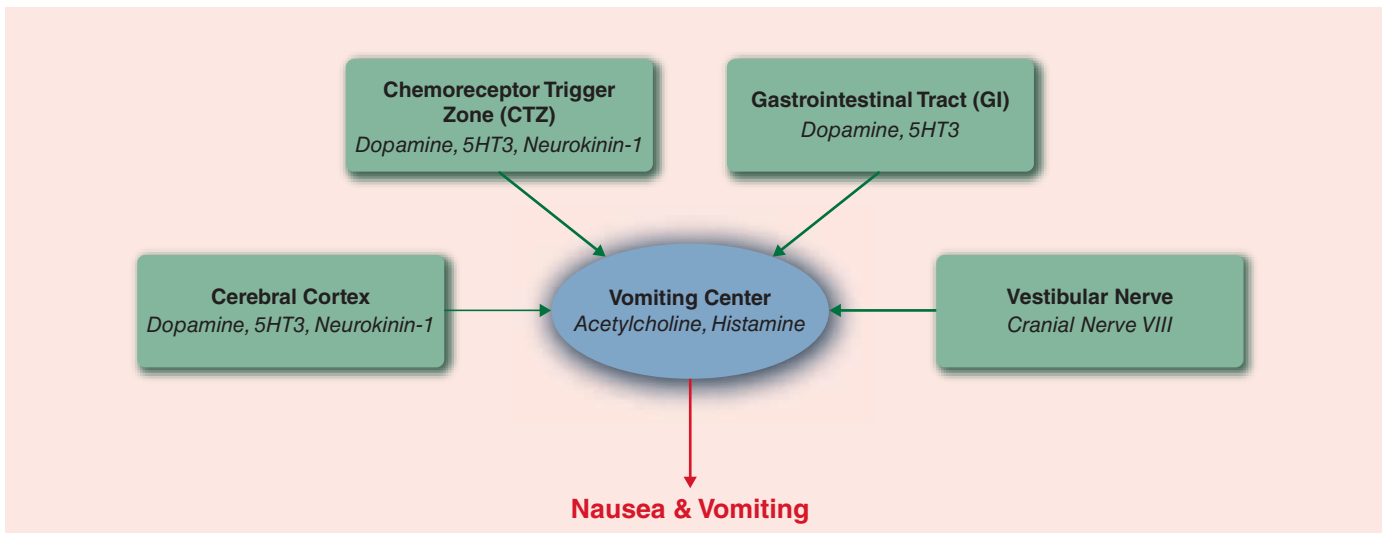 Chemoreceptor Trigger
Zone (CTZ)
Dopamine, 5HT3, Neurokinin-1
Gastrointestinal Tract (GI)
Dopamine, 5HT3
Cerebral Cortex
Dopamine, 5HT3, Neurokinin-1
Vomiting Center
Acetylcholine, Histamine
Vestibular Nerve
Cranial Nerve VIII
Nausea & Vomiting